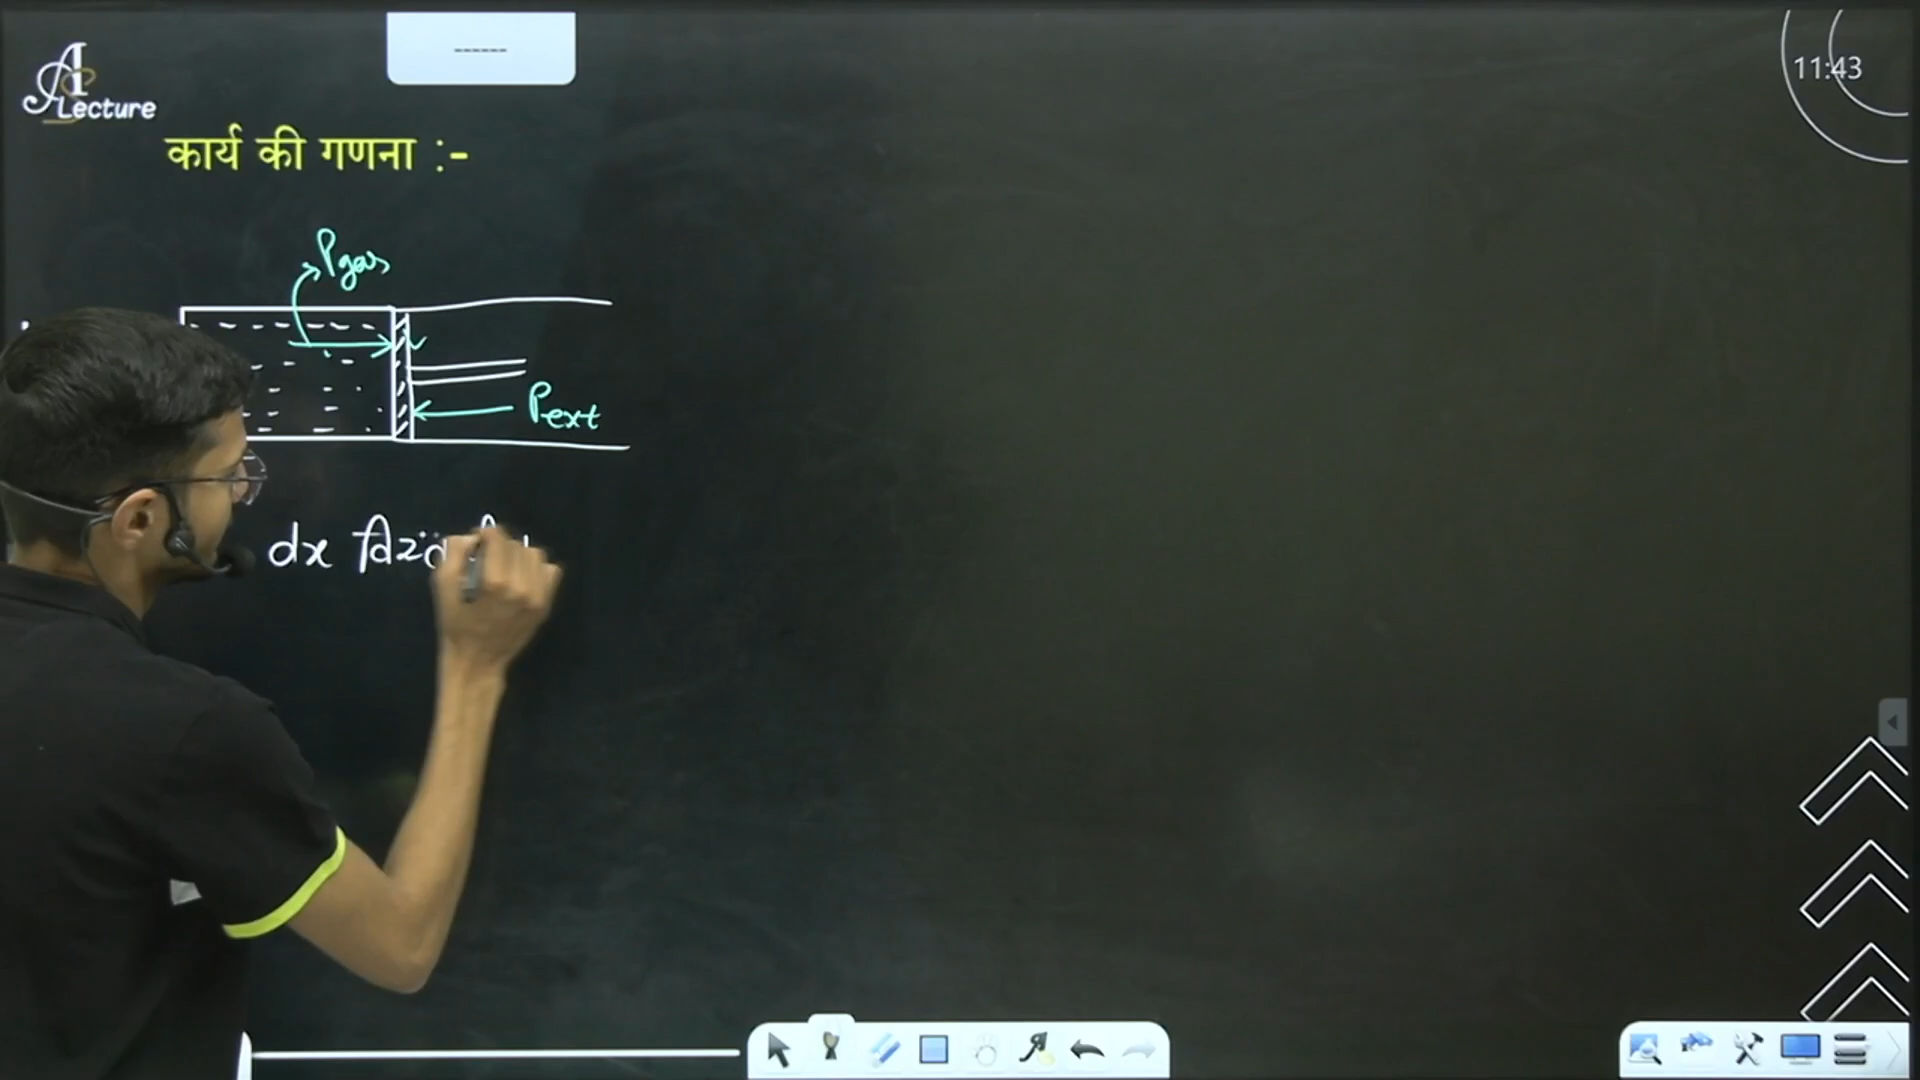 A
S
Lecture
------
11:43
कार्य की गणना :-
Pgas
Pext
dx